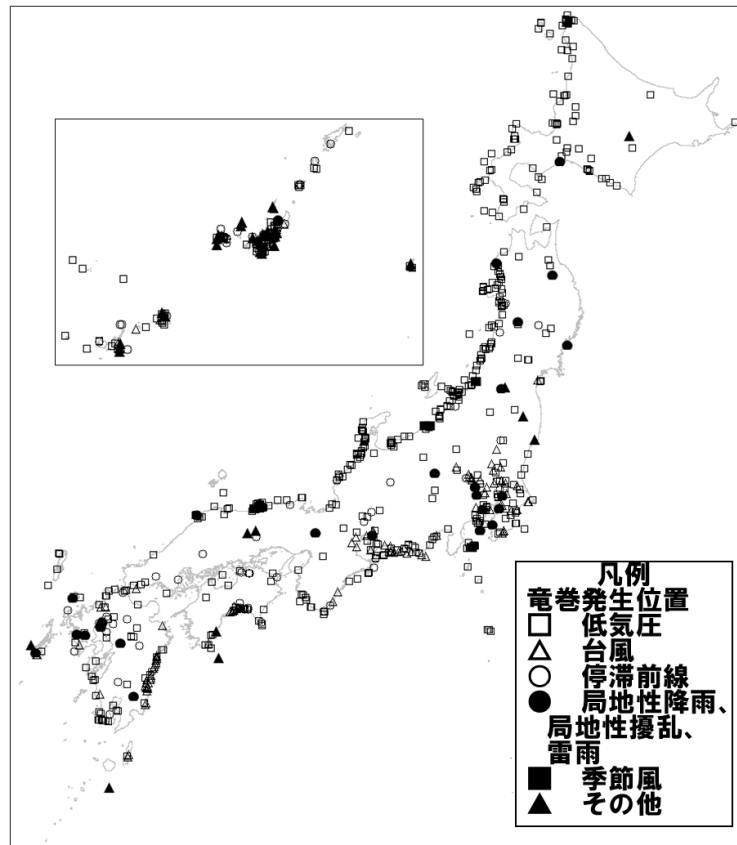 凡例
竜巻発生位置
低気圧
台風
停滞前線
局地性降雨、
局地性擾乱、
雷雨
季節風
その他